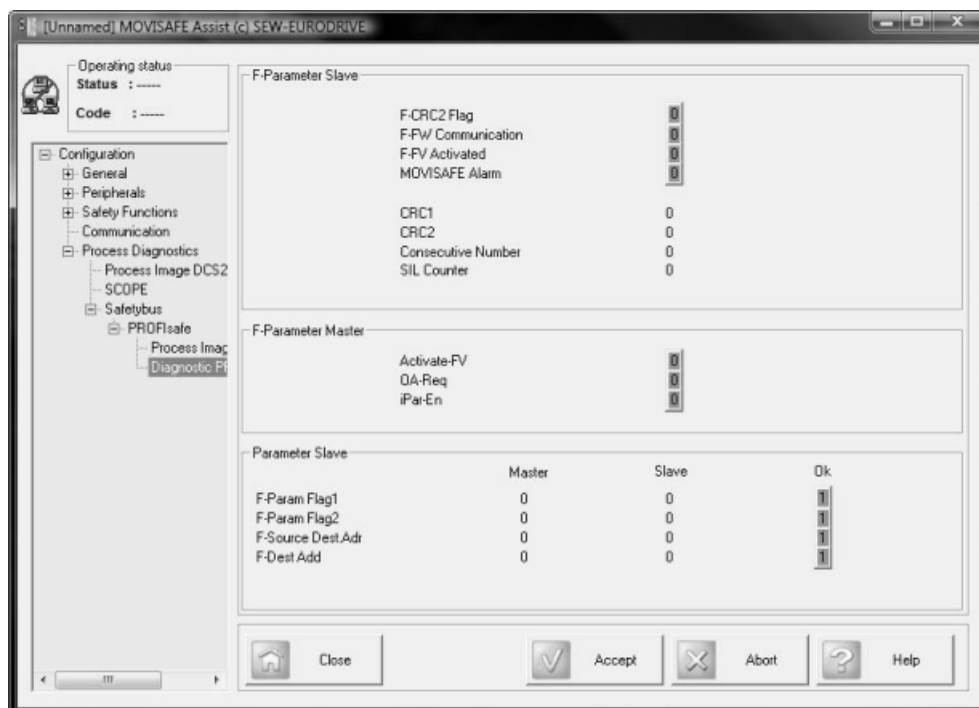 [Unnamed] MOVISAFE Assist (c) SEW-EURODRIVE
Operating status
Status : -----
Code : -----
Configuration
General
Peripherals
Safety Functions
Communication
Process Diagnostics
Process Image DCS2
SCOPE
Safetybus
PROFIsafe
Process Imag
Diagnostic PR
F-Parameter Slave
F-CRC2 Flag 0
F-FW Communication 0
F-FV Activated 0
MOVISAFE Alarm 0
CRC1 0
CRC2 0
Consecutive Number 0
SIL Counter 0
F-Parameter Master
Activate-FV 0
OA-Req 0
iPar-En 0
Parameter Slave
Master Slave Ok
F-Param Flag1 0 0 1
F-Param Flag2 0 0 1
F-Source Dest.Adr 0 0 1
F-Dest Add 0 0 1
Close Accept Abort Help